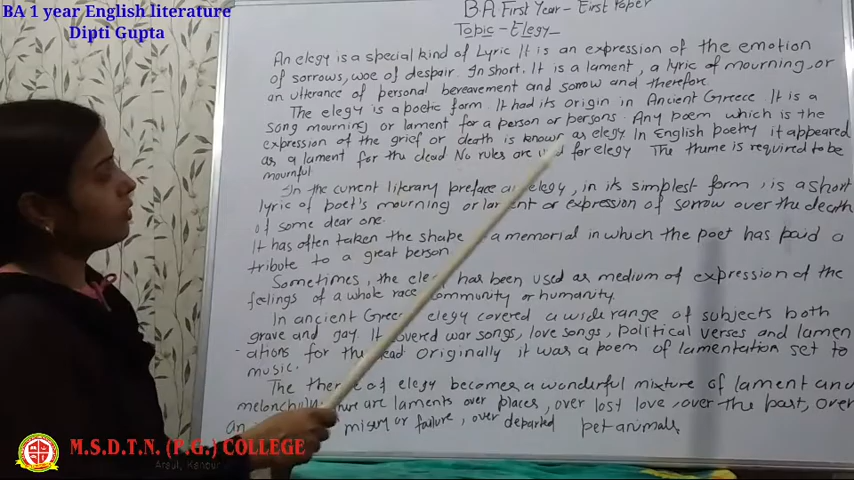 BA 1 year English literature
Dipti Gupta
BA First Year - First Paper
Topic - Elegy
An elegy is a special kind of Lyric It is an expression of the emotion
of sorrows, woe of despair. In short. It is a lament, a lyric of mourning, or
an utterance of personal bereavement and sorrow and therefore.
The elegy is a poetic form. It had its origin in Ancient Greece. It is a
song mourning or lament for a person or persons. Any poem which is the
expression of the grief or death is known as elegy In English poetry it appeared
as a lament for the dead No rules are for elegy The theme is required to be
mournful
In the current literary preface an elegy, in its simplest form, is a short
lyric of poet's mourning or lament or expression of sorrow over the death
of some dear one.
It has often taken the shape a memorial in which the poet has paid a
tribute to a great person
Sometimes, the elegy has been used as medium of expression of the
feelings of a whole race community or humanity.
In ancient Greece elegy covered a wide range of subjects both
grave and gay. It covered war songs, love songs, political verses and lamen
-ations for the dead Originally it was a poem of lamentation set to
music.
The theme of elegy becomes a wonderful mixture of lament and
melancholy are laments over places, over lost love, over the past, over
an misery or failure, over departed pet animals.
M.S.D.T.N. (P.G.) COLLEGE
Araul, Kanpur